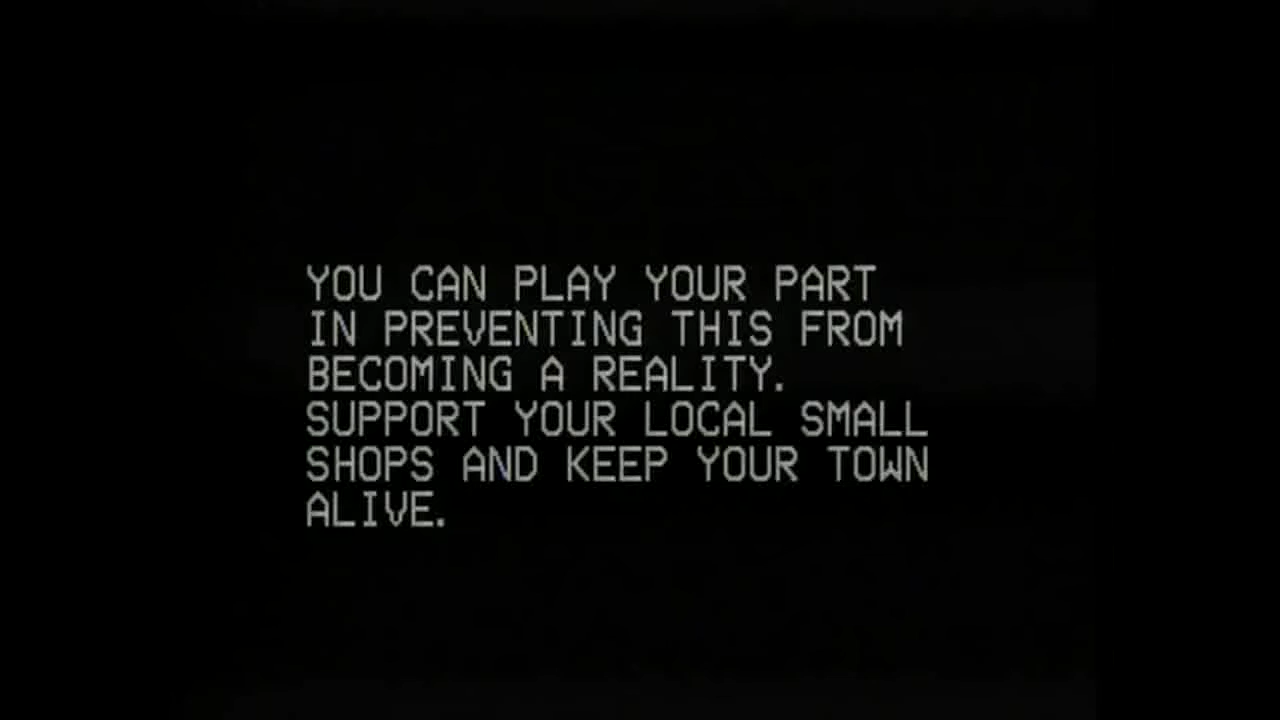 YOU CAN PLAY YOUR PART
IN PREVENTING THIS FROM
BECOMING A REALITY.
SUPPORT YOUR LOCAL SMALL
SHOPS AND KEEP YOUR TOWN
ALIVE.